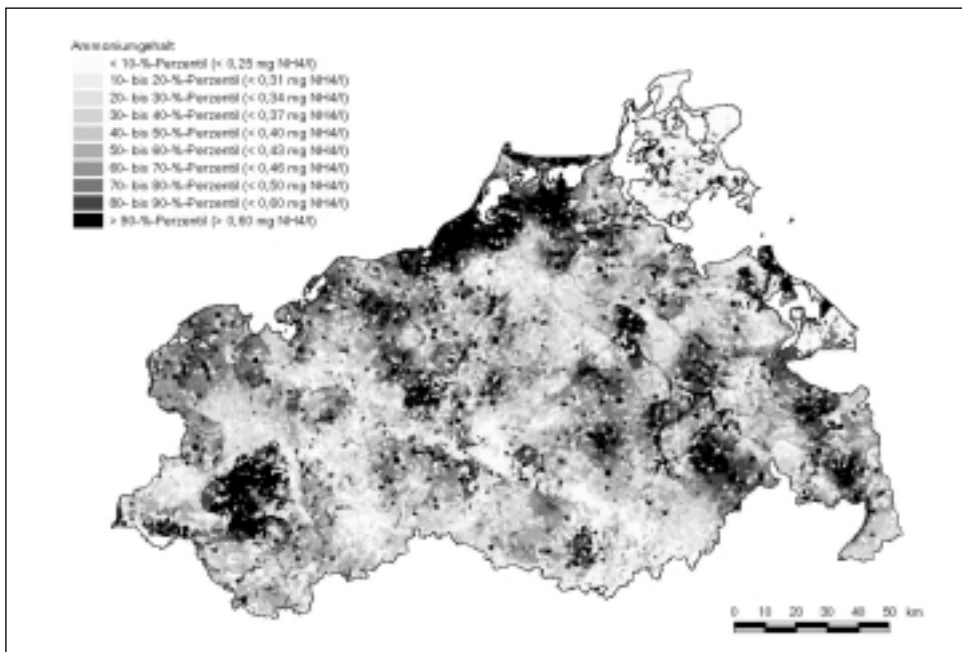 Ammoniumgehalt
< 10-%-Perzentil (< 0,25 mg NH4/l)
10- bis 20-%-Perzentil (< 0,31 mg NH4/l)
20- bis 30-%-Perzentil (< 0,34 mg NH4/l)
30- bis 40-%-Perzentil (< 0,37 mg NH4/l)
40- bis 50-%-Perzentil (< 0,40 mg NH4/l)
50- bis 60-%-Perzentil (< 0,43 mg NH4/l)
60- bis 70-%-Perzentil (< 0,46 mg NH4/l)
70- bis 80-%-Perzentil (< 0,50 mg NH4/l)
80- bis 90-%-Perzentil (< 0,60 mg NH4/l)
> 90-%-Perzentil (> 0,60 mg NH4/l)
0 10 20 30 40 50 km